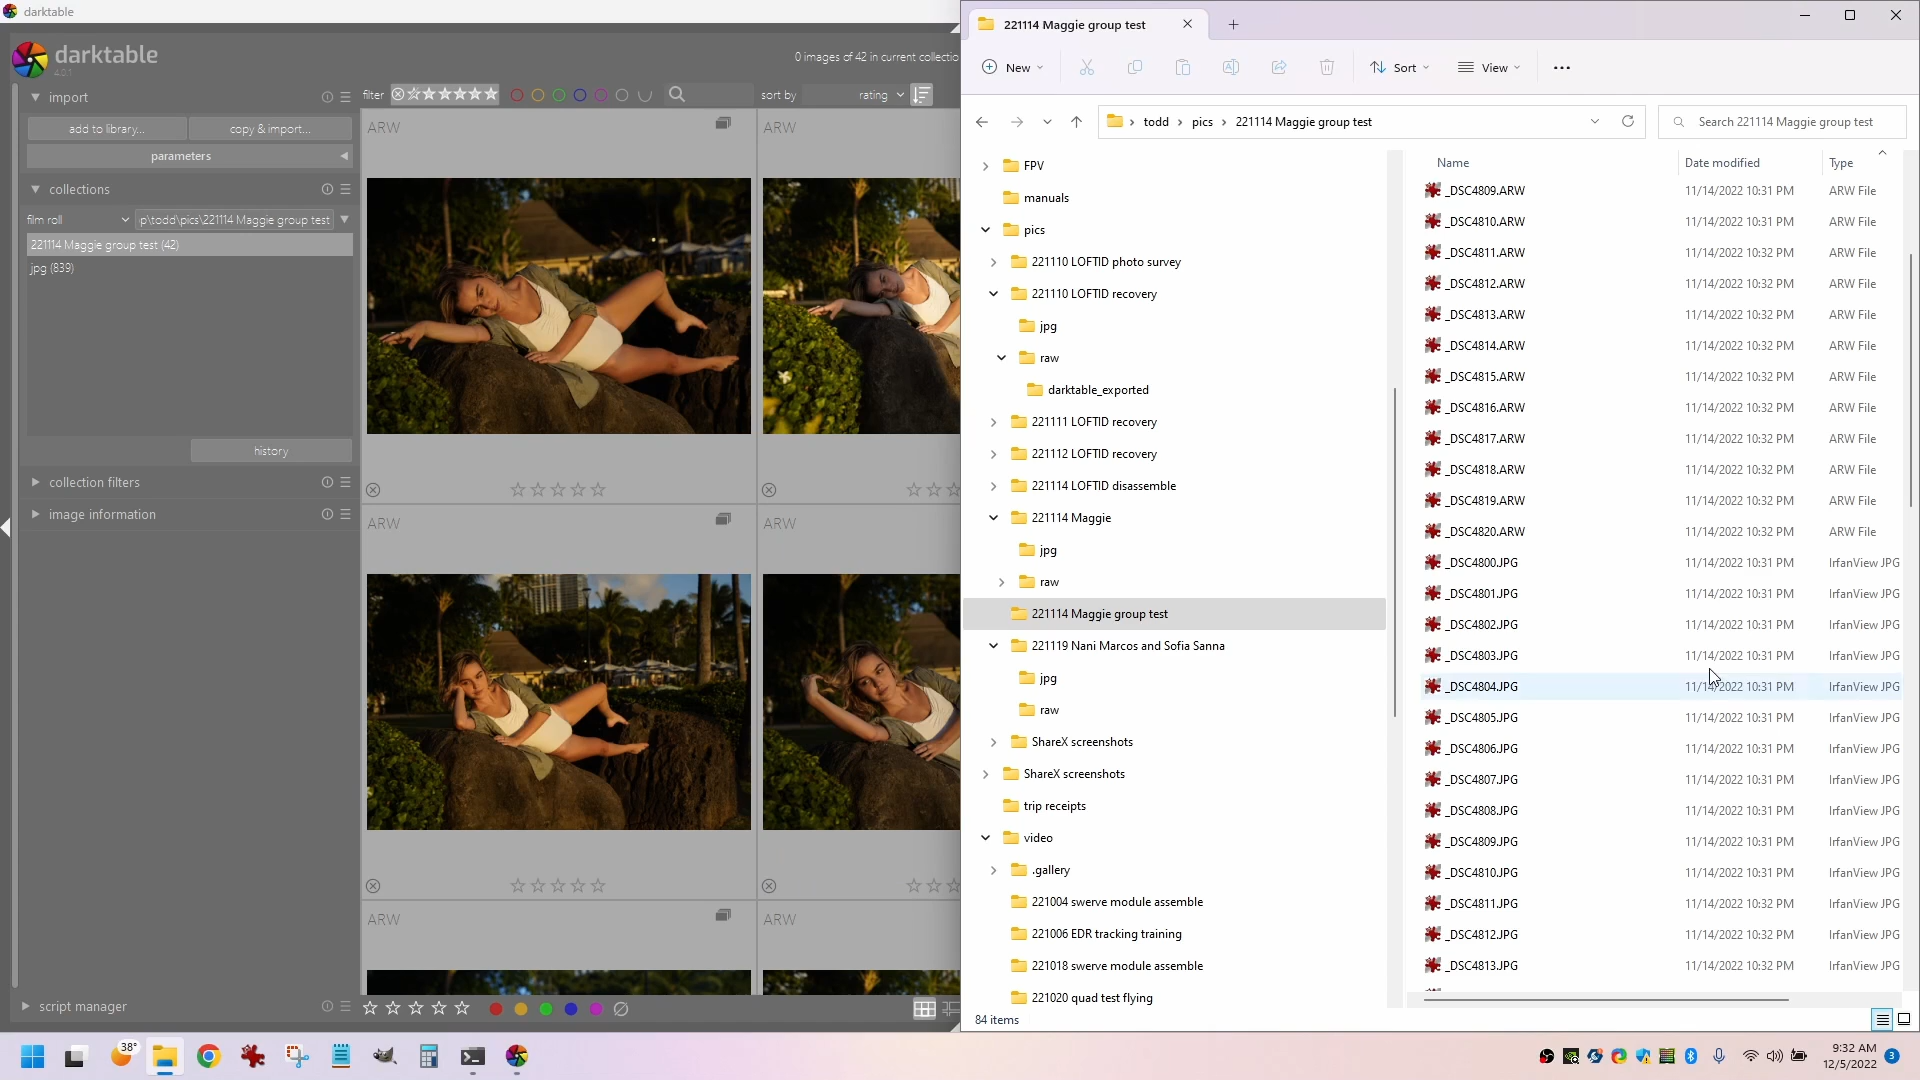 darktable
darktable
4.0.1
0 images of 42 in current collectio
import
add to library...
copy & import...
parameters
collections
film roll
p\todd\pics\221114 Maggie group test
221114 Maggie group test (42)
jpg (839)
history
collection filters
image information
script manager
filter
sort by
rating
ARW
ARW
ARW
ARW
ARW
ARW
221114 Maggie group test
New
Sort
View
todd
pics
221114 Maggie group test
Search 221114 Maggie group test
FPV
manuals
pics
221110 LOFTID photo survey
221110 LOFTID recovery
jpg
raw
darktable_exported
221111 LOFTID recovery
221112 LOFTID recovery
221114 LOFTID disassemble
221114 Maggie
jpg
raw
221114 Maggie group test
221119 Nani Marcos and Sofia Sanna
jpg
raw
ShareX screenshots
ShareX screenshots
trip receipts
video
.gallery
221004 swerve module assemble
221006 EDR tracking training
221018 swerve module assemble
221020 quad test flying
84 items
Name Date modified Type
_DSC4809.ARW 11/14/2022 10:31 PM ARW File
_DSC4810.ARW 11/14/2022 10:31 PM ARW File
_DSC4811.ARW 11/14/2022 10:32 PM ARW File
_DSC4812.ARW 11/14/2022 10:32 PM ARW File
_DSC4813.ARW 11/14/2022 10:32 PM ARW File
_DSC4814.ARW 11/14/2022 10:32 PM ARW File
_DSC4815.ARW 11/14/2022 10:32 PM ARW File
_DSC4816.ARW 11/14/2022 10:32 PM ARW File
_DSC4817.ARW 11/14/2022 10:32 PM ARW File
_DSC4818.ARW 11/14/2022 10:32 PM ARW File
_DSC4819.ARW 11/14/2022 10:32 PM ARW File
_DSC4820.ARW 11/14/2022 10:32 PM ARW File
_DSC4800.JPG 11/14/2022 10:31 PM IrfanView JPG
_DSC4801.JPG 11/14/2022 10:31 PM IrfanView JPG
_DSC4802.JPG 11/14/2022 10:31 PM IrfanView JPG
_DSC4803.JPG 11/14/2022 10:31 PM IrfanView JPG
_DSC4804.JPG 11/14/2022 10:31 PM IrfanView JPG
_DSC4805.JPG 11/14/2022 10:31 PM IrfanView JPG
_DSC4806.JPG 11/14/2022 10:31 PM IrfanView JPG
_DSC4807.JPG 11/14/2022 10:31 PM IrfanView JPG
_DSC4808.JPG 11/14/2022 10:31 PM IrfanView JPG
_DSC4809.JPG 11/14/2022 10:31 PM IrfanView JPG
_DSC4810.JPG 11/14/2022 10:31 PM IrfanView JPG
_DSC4811.JPG 11/14/2022 10:32 PM IrfanView JPG
_DSC4812.JPG 11/14/2022 10:32 PM IrfanView JPG
_DSC4813.JPG 11/14/2022 10:32 PM IrfanView JPG
38°
9:32 AM
12/5/2022
3